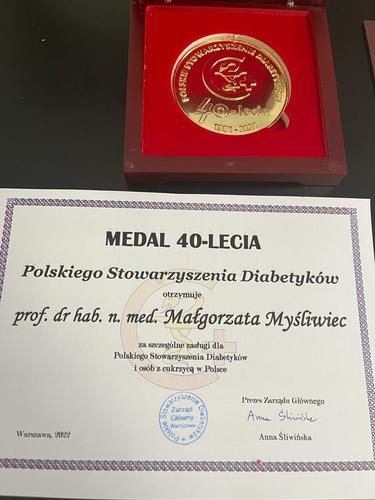 POLSKIE STOWARZYSZENIE DIABETYKÓW
40-lecie
MEDAL 40-LECIA
Polskiego Stowarzyszenia Diabetyków
otrzymuje
prof. dr hab. n. med. Małgorzata Myśliwiec
za szczególne zasługi dla
Polskiego Stowarzyszenia Diabetyków
i osób z cukrzycą w Polsce
Polskie Stowarzyszenie Diabetyków
Zarząd
Główny
Warszawa
Prezes Zarządu Głównego
Warszawa, 2022
Anna Śliwińska